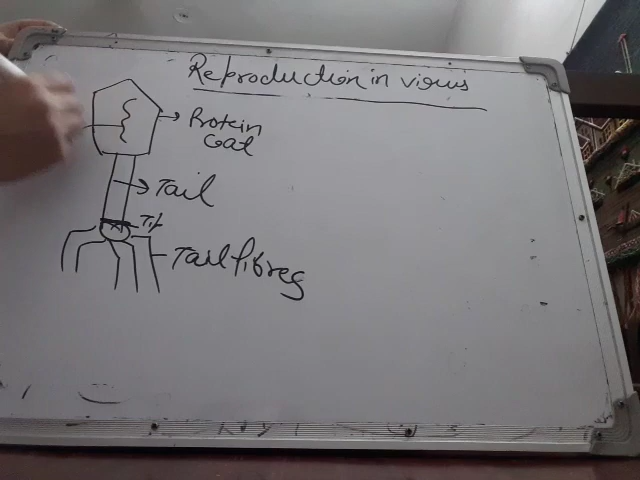 Reproduction in virus
Protein
Coat
Tail
Tail fibres